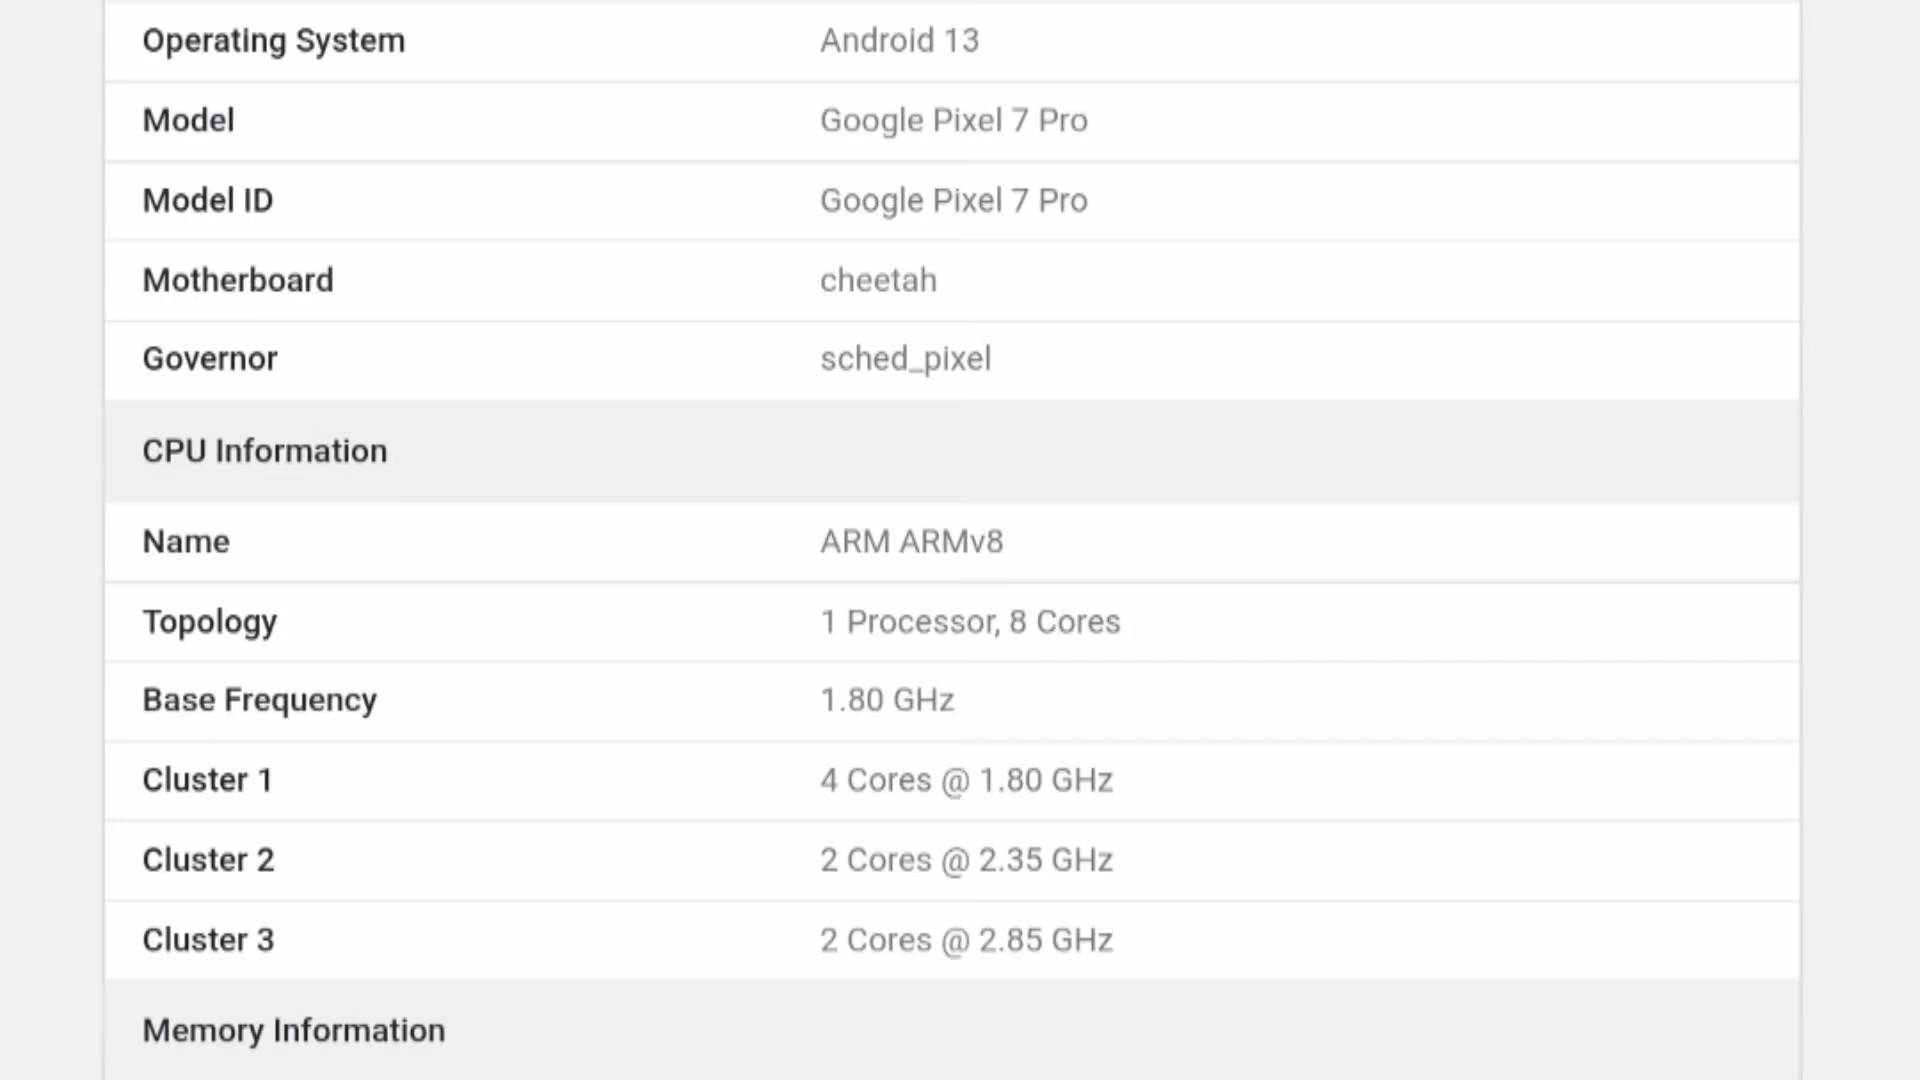 Operating System Android 13
Model Google Pixel 7 Pro
Model ID Google Pixel 7 Pro
Motherboard cheetah
Governor sched_pixel
CPU Information
Name ARM ARMv8
Topology 1 Processor, 8 Cores
Base Frequency 1.80 GHz
Cluster 1 4 Cores @ 1.80 GHz
Cluster 2 2 Cores @ 2.35 GHz
Cluster 3 2 Cores @ 2.85 GHz
Memory Information